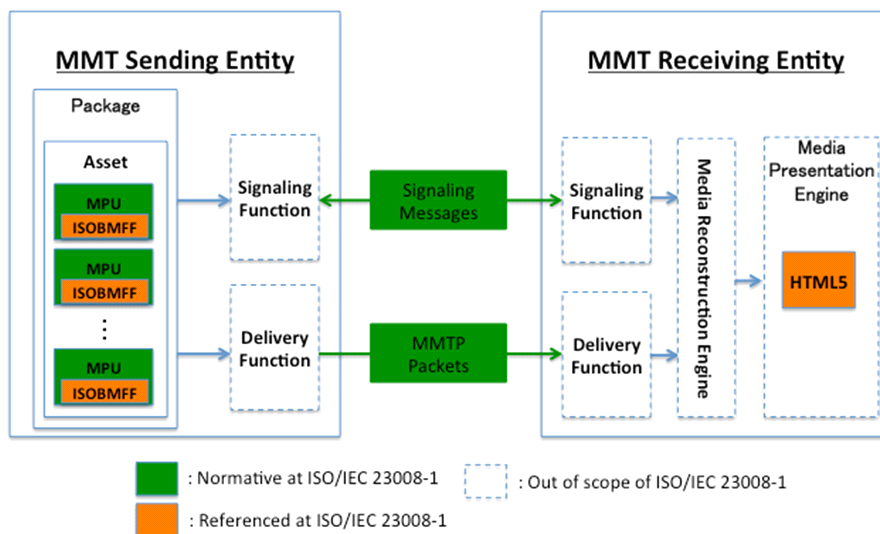 MMT Sending Entity
Package
Asset
MPU
ISOBMFF
MPU
ISOBMFF
⋮
MPU
ISOBMFF
Signaling
Function
Delivery
Function
Signaling
Messages
MMTP
Packets
MMT Receiving Entity
Signaling
Function
Delivery
Function
Media Reconstruction Engine
Media
Presentation
Engine
HTML5
: Normative at ISO/IEC 23008-1
: Referenced at ISO/IEC 23008-1
: Out of scope of ISO/IEC 23008-1